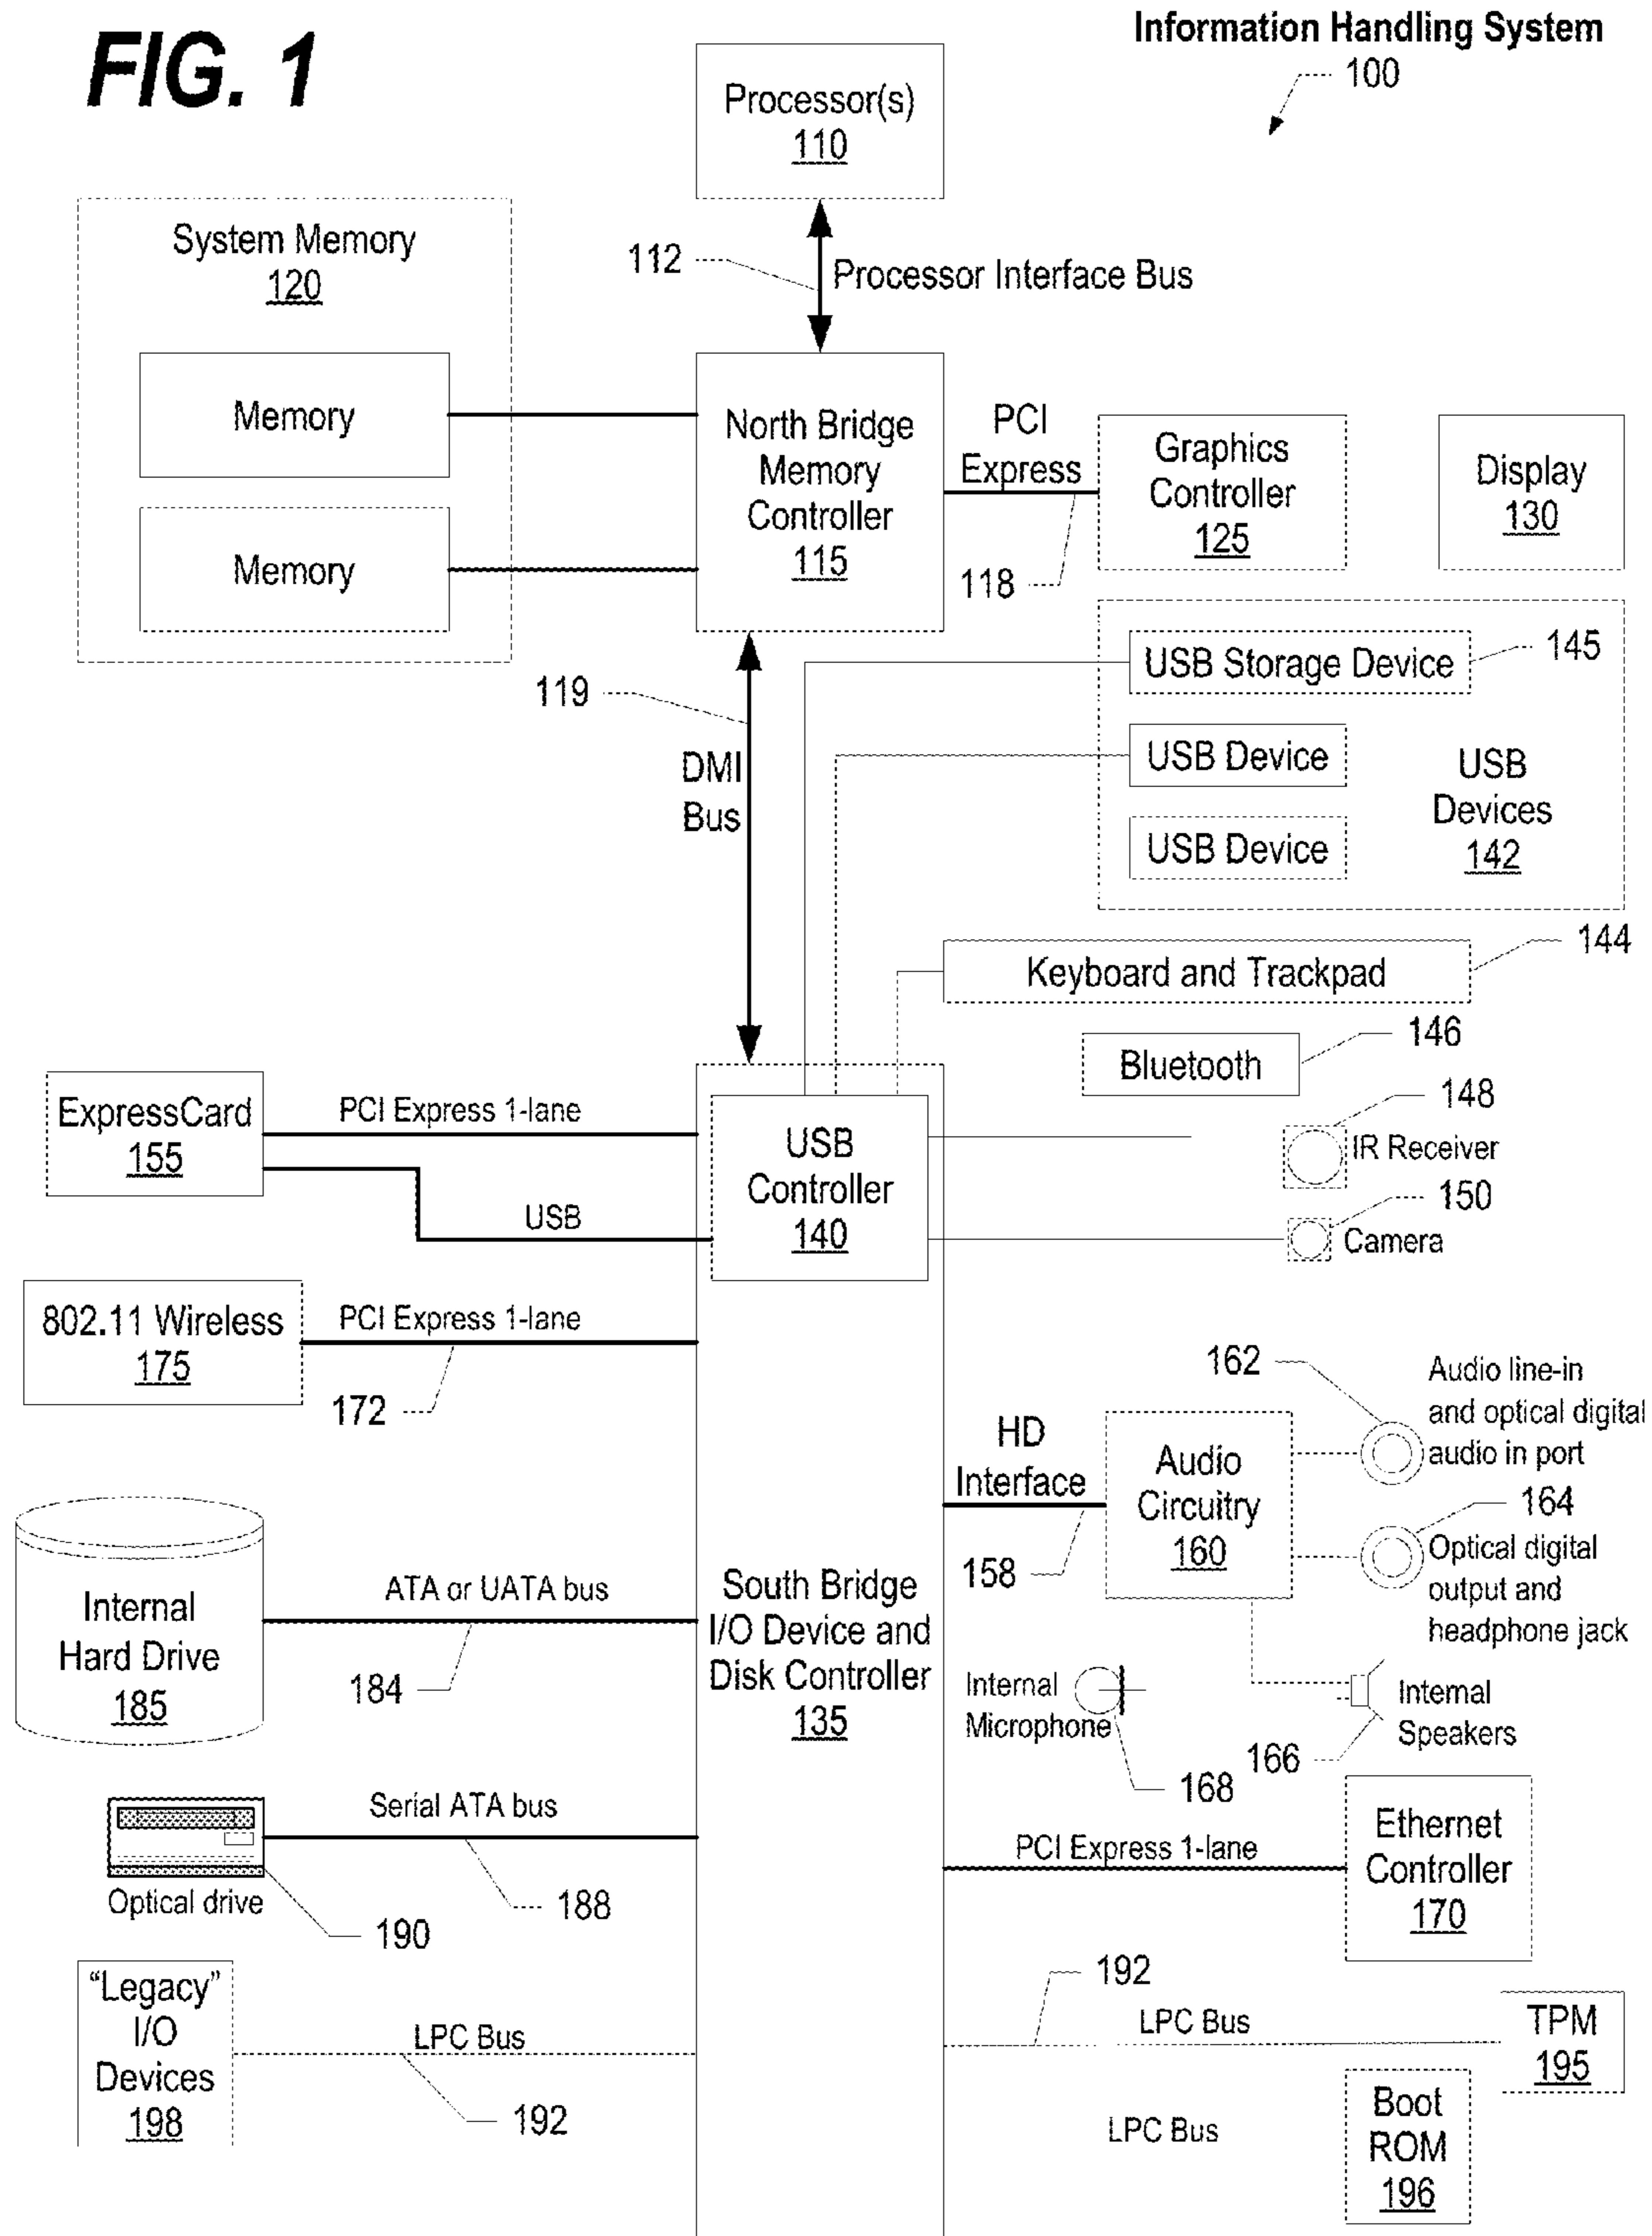 FIG. 1
Information Handling System
100
Processor(s)
110
System Memory
120
112
Processor Interface Bus
Memory
Memory
North Bridge
Memory
Controller
115
PCI
Express
118
Graphics
Controller
125
Display
130
119
DMI
Bus
USB Storage Device
145
USB Device
USB Device
USB
Devices
142
Keyboard and Trackpad
144
Bluetooth
146
148
IR Receiver
150
Camera
ExpressCard
155
PCI Express 1-lane
USB
USB
Controller
140
802.11 Wireless
175
PCI Express 1-lane
172
162
Audio line-in
and optical digital
audio in port
HD
Interface
158
Audio
Circuitry
160
164
Optical digital
output and
headphone jack
Internal
Hard Drive
185
ATA or UATA bus
184
South Bridge
I/O Device and
Disk Controller
135
Internal
Microphone
168
166
Internal
Speakers
Serial ATA bus
188
Optical drive
190
PCI Express 1-lane
Ethernet
Controller
170
"Legacy"
I/O
Devices
198
LPC Bus
192
192
LPC Bus
TPM
195
LPC Bus
Boot
ROM
196